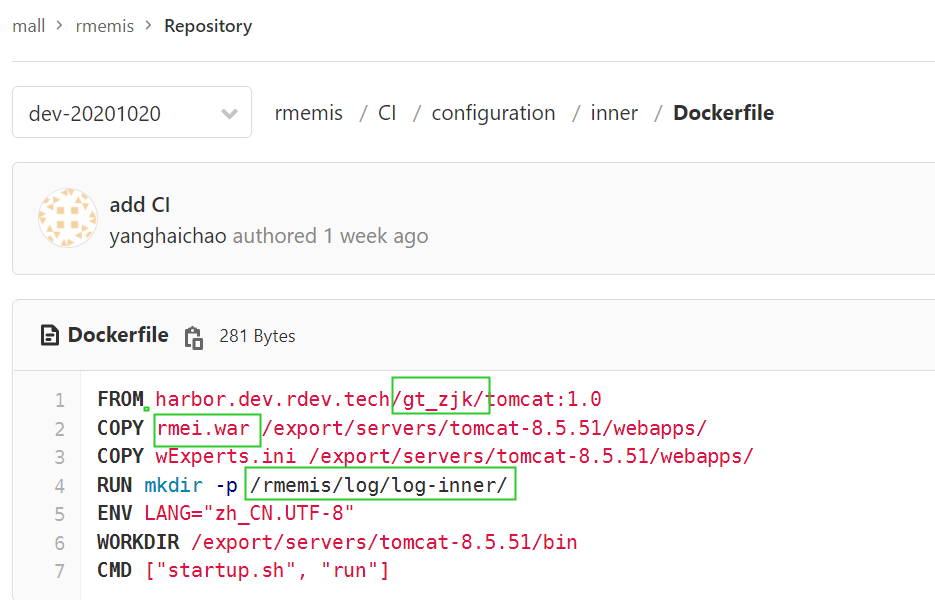 mall > rmemis > Repository
dev-20201020 rmemis / CI / configuration / inner / Dockerfile
add CI
yanghaichao authored 1 week ago
Dockerfile 281 Bytes
1 FROM harbor.dev.rdev.tech/gt_zjk/tomcat:1.0
2 COPY rmei.war /export/servers/tomcat-8.5.51/webapps/
3 COPY wExperts.ini /export/servers/tomcat-8.5.51/webapps/
4 RUN mkdir -p /rmemis/log/log-inner/
5 ENV LANG="zh_CN.UTF-8"
6 WORKDIR /export/servers/tomcat-8.5.51/bin
7 CMD ["startup.sh", "run"]